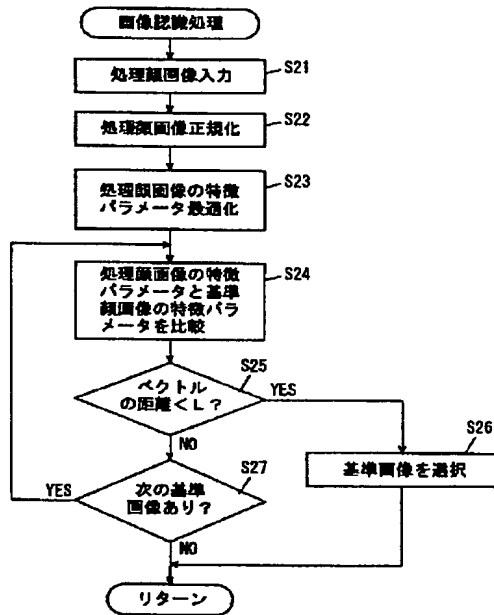 画像認識処理
処理顔画像入力
S21
処理顔画像正規化
S22
処理顔画像の特徴
パラメータ最適化
S23
処理顔画像の特徴
パラメータと基準
顔画像の特徴パラ
メータを比較
S24
ベクトル
の距離<L?
S25
YES
NO
基準画像を選択
S26
次の基準
画像あり?
S27
YES
NO
リターン